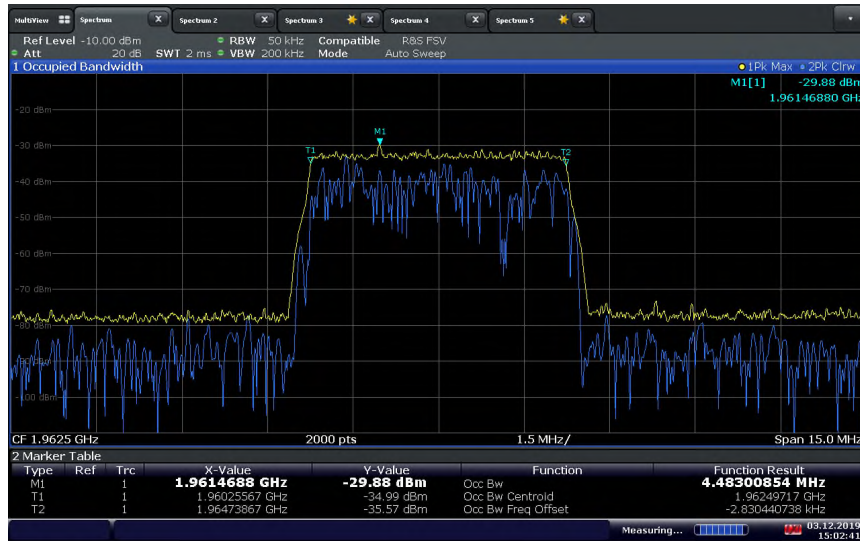 MultiView Spectrum X Spectrum 2 X Spectrum 3 X Spectrum 4 X Spectrum 5 X
Ref Level -10.00 dBm RBW 50 kHz Compatible R&S FSV
Att 20 dB SWT 2 ms VBW 200 kHz Mode Auto Sweep
1 Occupied Bandwidth 1Pk Max 2Pk Clrw
M1[1] -29.88 dBm
1.96146880 GHz
-20 dBm
M1
-30 dBm
T1 T2
-40 dBm
-50 dBm
-60 dBm
-70 dBm
-80 dBm
-90 dBm
-100 dBm
CF 1.9625 GHz 2000 pts 1.5 MHz/ Span 15.0 MHz
2 Marker Table
Type Ref Trc X-Value Y-Value Function Function Result
M1 1 1.9614688 GHz -29.88 dBm Occ Bw 4.48300854 MHz
T1 1 1.96025567 GHz -34.99 dBm Occ Bw Centroid 1.96249717 GHz
T2 1 1.96473867 GHz -35.57 dBm Occ Bw Freq Offset -2.830440738 kHz
Measuring... 03.12.2019
15:02:41